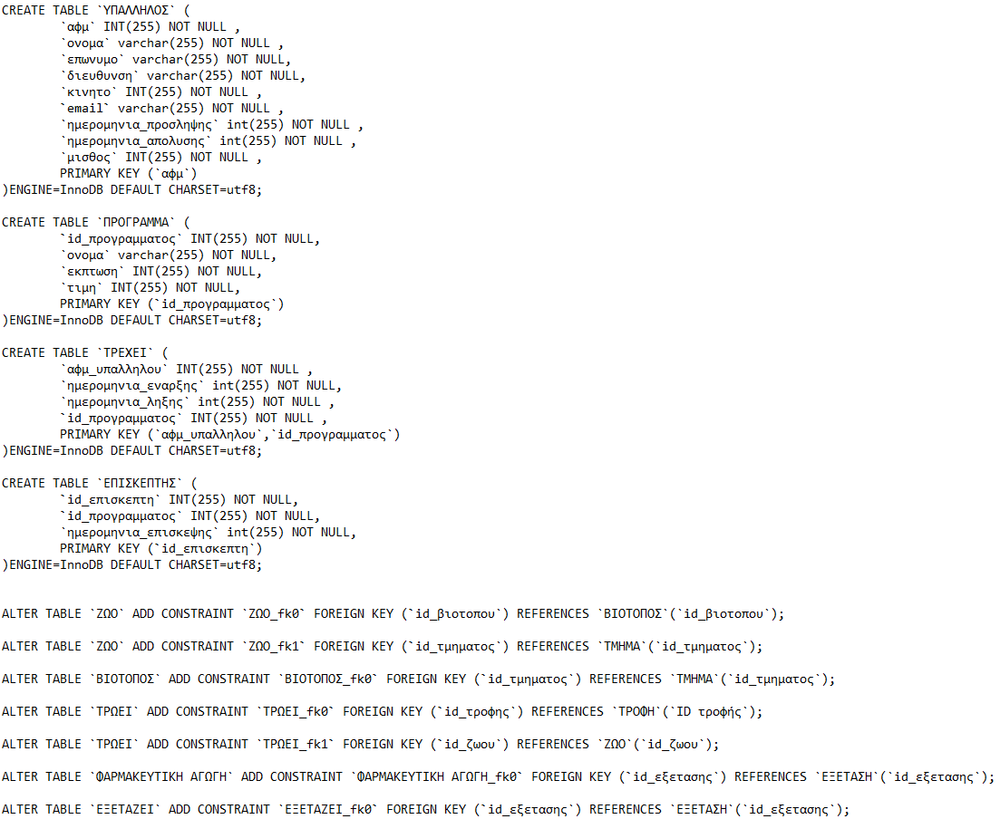 CREATE TABLE `ΥΠΑΛΛΗΛΟΣ` (
`αφμ` INT(255) NOT NULL ,
`ονομα` varchar(255) NOT NULL ,
`επωνυμο` varchar(255) NOT NULL,
`διευθυνση` varchar(255) NOT NULL,
`κινητο` INT(255) NOT NULL ,
`email` varchar(255) NOT NULL ,
`ημερομηνια_προσληψης` int(255) NOT NULL ,
`ημερομηνια_απολυσης` int(255) NOT NULL ,
`μισθος` INT(255) NOT NULL ,
PRIMARY KEY (`αφμ`)
)ENGINE=InnoDB DEFAULT CHARSET=utf8;
CREATE TABLE `ΠΡΟΓΡΑΜΜΑ` (
`id_προγραμματος` INT(255) NOT NULL,
`ονομα` varchar(255) NOT NULL,
`εκπτωση` INT(255) NOT NULL,
`τιμη` INT(255) NOT NULL,
PRIMARY KEY (`id_προγραμματος`)
)ENGINE=InnoDB DEFAULT CHARSET=utf8;
CREATE TABLE `ΤΡΕΧΕΙ` (
`αφμ_υπαλληλου` INT(255) NOT NULL ,
`ημερομηνια_εναρξης` int(255) NOT NULL,
`ημερομηνια_ληξης` int(255) NOT NULL ,
`id_προγραμματος` INT(255) NOT NULL ,
PRIMARY KEY (`αφμ_υπαλληλου`,`id_προγραμματος`)
)ENGINE=InnoDB DEFAULT CHARSET=utf8;
CREATE TABLE `ΕΠΙΣΚΕΠΤΗΣ` (
`id_επισκεπτη` INT(255) NOT NULL,
`id_προγραμματος` INT(255) NOT NULL,
`ημερομηνια_επισκεψης` int(255) NOT NULL,
PRIMARY KEY (`id_επισκεπτη`)
)ENGINE=InnoDB DEFAULT CHARSET=utf8;
ALTER TABLE `ΖΩΟ` ADD CONSTRAINT `ΖΩΟ_fk0` FOREIGN KEY (`id_βιοτοπου`) REFERENCES `ΒΙΟΤΟΠΟΣ`(`id_βιοτοπου`);
ALTER TABLE `ΖΩΟ` ADD CONSTRAINT `ΖΩΟ_fk1` FOREIGN KEY (`id_τμηματος`) REFERENCES `ΤΜΗΜΑ`(`id_τμηματος`);
ALTER TABLE `ΒΙΟΤΟΠΟΣ` ADD CONSTRAINT `ΒΙΟΤΟΠΟΣ_fk0` FOREIGN KEY (`id_τμηματος`) REFERENCES `ΤΜΗΜΑ`(`id_τμηματος`);
ALTER TABLE `ΤΡΩΕΙ` ADD CONSTRAINT `ΤΡΩΕΙ_fk0` FOREIGN KEY (`id_τροφης`) REFERENCES `ΤΡΟΦΗ`(`ID τροφής`);
ALTER TABLE `ΤΡΩΕΙ` ADD CONSTRAINT `ΤΡΩΕΙ_fk1` FOREIGN KEY (`id_ζωου`) REFERENCES `ΖΩΟ`(`id_ζωου`);
ALTER TABLE `ΦΑΡΜΑΚΕΥΤΙΚΗ ΑΓΩΓΗ` ADD CONSTRAINT `ΦΑΡΜΑΚΕΥΤΙΚΗ ΑΓΩΓΗ_fk0` FOREIGN KEY (`id_εξετασης`) REFERENCES `ΕΞΕΤΑΣΗ`(`id_εξετασης`);
ALTER TABLE `ΕΞΕΤΑΖΕΙ` ADD CONSTRAINT `ΕΞΕΤΑΖΕΙ_fk0` FOREIGN KEY (`id_εξετασης`) REFERENCES `ΕΞΕΤΑΣΗ`(`id_εξετασης`);